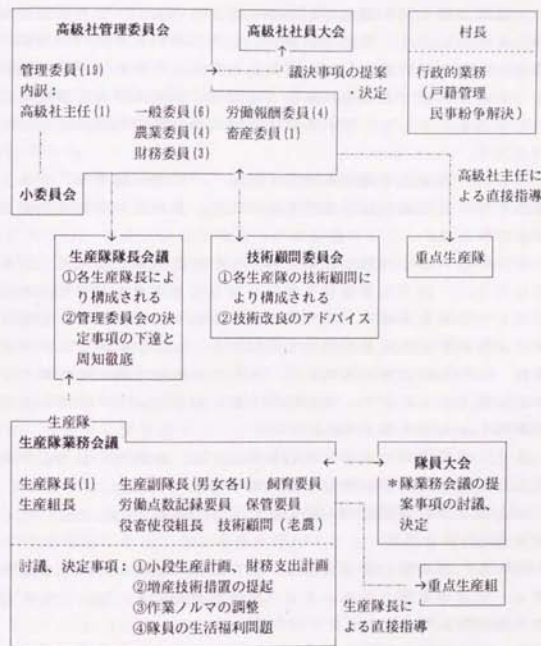 高級社管理委員会
高級社社員大会
村長
管理委員(19)
内訳:
高級社主任(1) 一般委員(6) 労働報酬委員(4)
農業委員(4) 畜産委員(1)
財務委員(3)
議決事項の提案
・決定
行政的業務
(戸籍管理
民事紛争解決)
小委員会
高級社主任に
よる直接指導
生産隊隊長会議
①各生産隊長によ
り構成される
②管理委員会の決
定事項の下達と
周知徹底
技術顧問委員会
①各生産隊の技術顧問に
より構成される
②技術改良のアドバイス
重点生産隊
生産隊
生産隊業務会議
生産隊長(1) 生産副隊長(男女各1) 飼育要員
生産組長 労働点数記録要員 保管要員
役畜使役組長 技術顧問(老農)
隊員大会
*隊業務会議の提
案事項の討議、
決定
討議、決定事項:①小段生産計画、財務支出計画
②増産技術措置の提起
③作業ノルマの調整
④隊員の生活福利問題
重点生産組
生産隊長に
よる直接指導